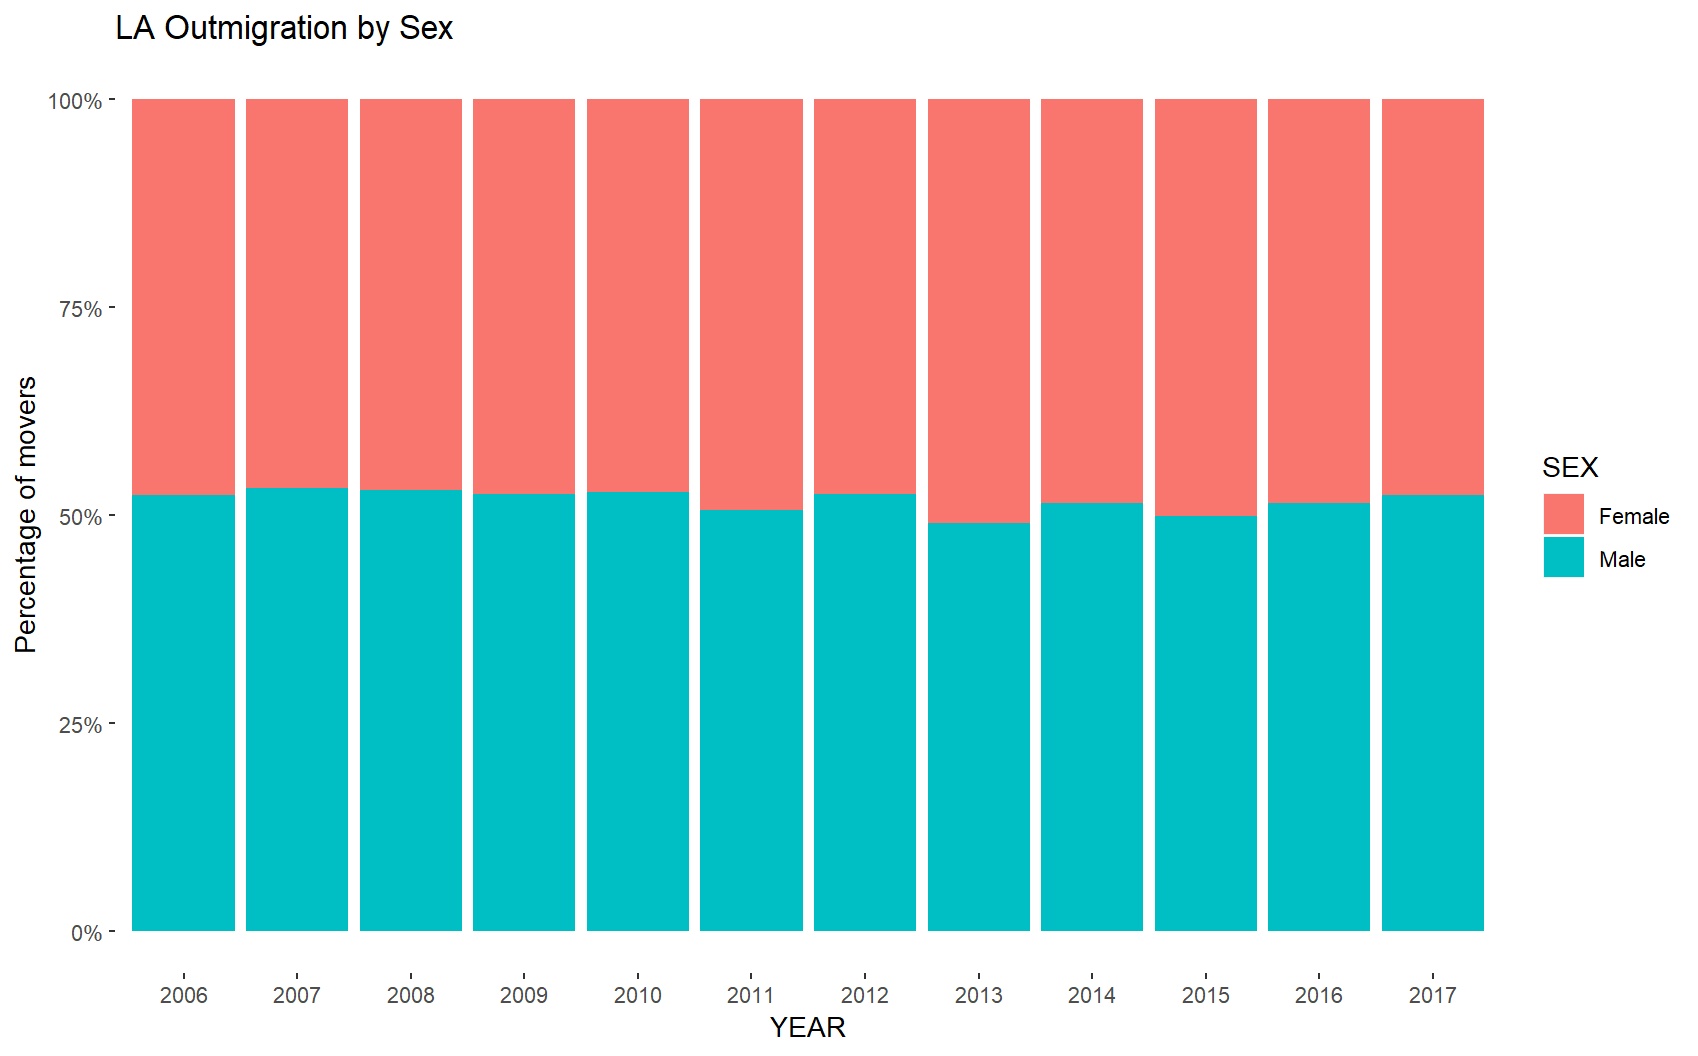 LA Outmigration by Sex
100%
75%
50%
25%
0%
Percentage of movers
2006 2007 2008 2009 2010 2011 2012 2013 2014 2015 2016 2017
YEAR
SEX
Female
Male